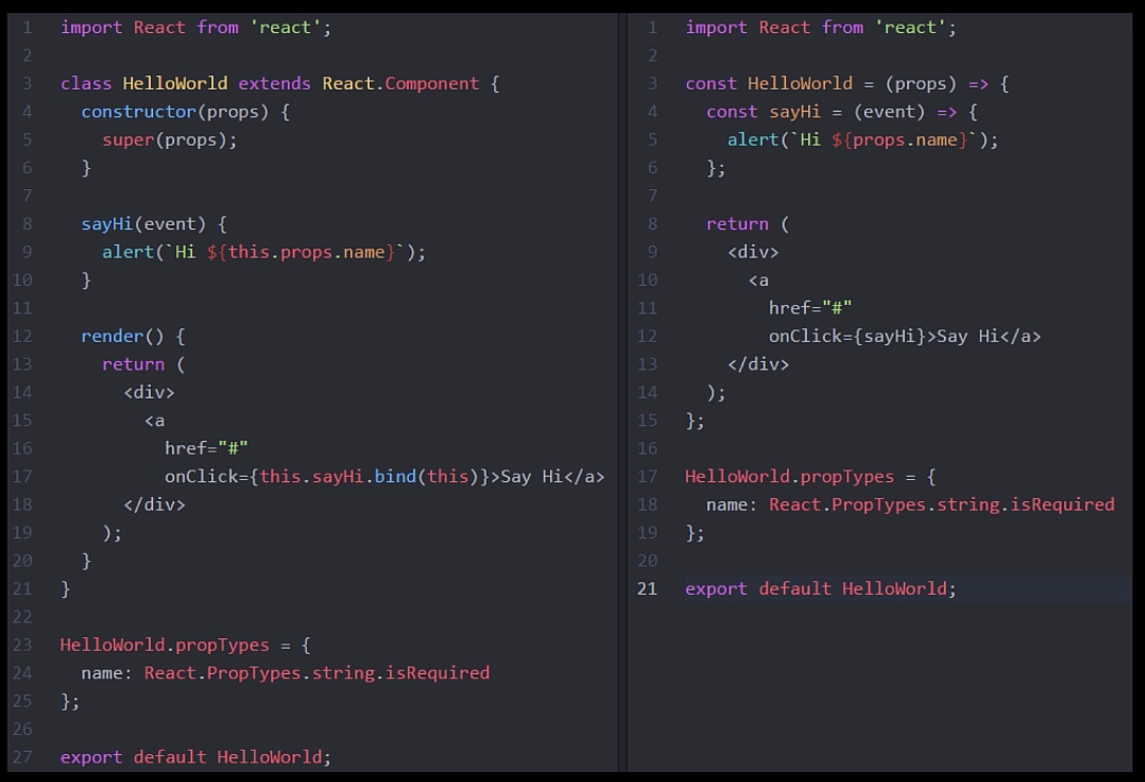 1 import React from 'react';
2
3 class HelloWorld extends React.Component {
4   constructor(props) {
5     super(props);
6   }
7
8   sayHi(event) {
9     alert(`Hi ${this.props.name}`);
10   }
11
12   render() {
13     return (
14       <div>
15         <a
16           href="#"
17           onClick={this.sayHi.bind(this)}>Say Hi</a>
18       </div>
19     );
20   }
21 }
22
23 HelloWorld.propTypes = {
24   name: React.PropTypes.string.isRequired
25 };
26
27 export default HelloWorld;
1 import React from 'react';
2
3 const HelloWorld = (props) => {
4   const sayHi = (event) => {
5     alert(`Hi ${props.name}`);
6   };
7
8   return (
9     <div>
10       <a
11         href="#"
12         onClick={sayHi}>Say Hi</a>
13     </div>
14   );
15 };
16
17 HelloWorld.propTypes = {
18   name: React.PropTypes.string.isRequired
19 };
20
21 export default HelloWorld;